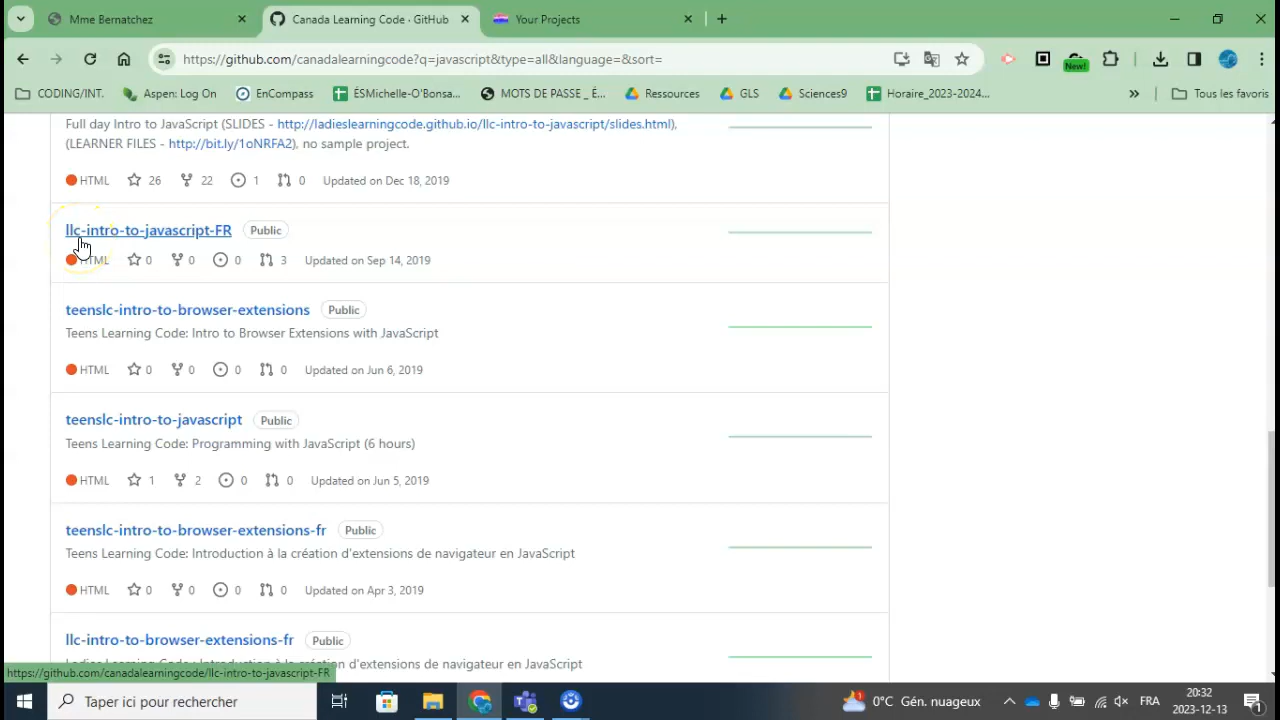 Mme Bernatchez
Canada Learning Code · GitHub
Your Projects
https://github.com/canadalearningcode?q=javascript&type=all&language=&sort=
New!
CODING/INT.
Aspen: Log On
EnCompass
ÉSMichelle-O'Bonsa...
MOTS DE PASSE _ É...
Ressources
GLS
Sciences9
Horaire_2023-2024...
»
Tous les favoris
Full day Intro to JavaScript (SLIDES - http://ladieslearningcode.github.io/llc-intro-to-javascript/slides.html),
(LEARNER FILES - http://bit.ly/1oNRFA2), no sample project.
HTML 26 22 1 0 Updated on Dec 18, 2019
llc-intro-to-javascript-FR Public
HTML 0 0 0 3 Updated on Sep 14, 2019
teenslc-intro-to-browser-extensions Public
Teens Learning Code: Intro to Browser Extensions with JavaScript
HTML 0 0 0 0 Updated on Jun 6, 2019
teenslc-intro-to-javascript Public
Teens Learning Code: Programming with JavaScript (6 hours)
HTML 1 2 0 0 Updated on Jun 5, 2019
teenslc-intro-to-browser-extensions-fr Public
Teens Learning Code: Introduction à la création d'extensions de navigateur en JavaScript
HTML 0 0 0 0 Updated on Apr 3, 2019
llc-intro-to-browser-extensions-fr Public
Ladies Learning Code : Introduction à la création d'extensions de navigateur en JavaScript
https://github.com/canadalearningcode/llc-intro-to-javascript-FR
Taper ici pour rechercher
1
0°C Gén. nuageux
FRA
20:32
2023-12-13
1